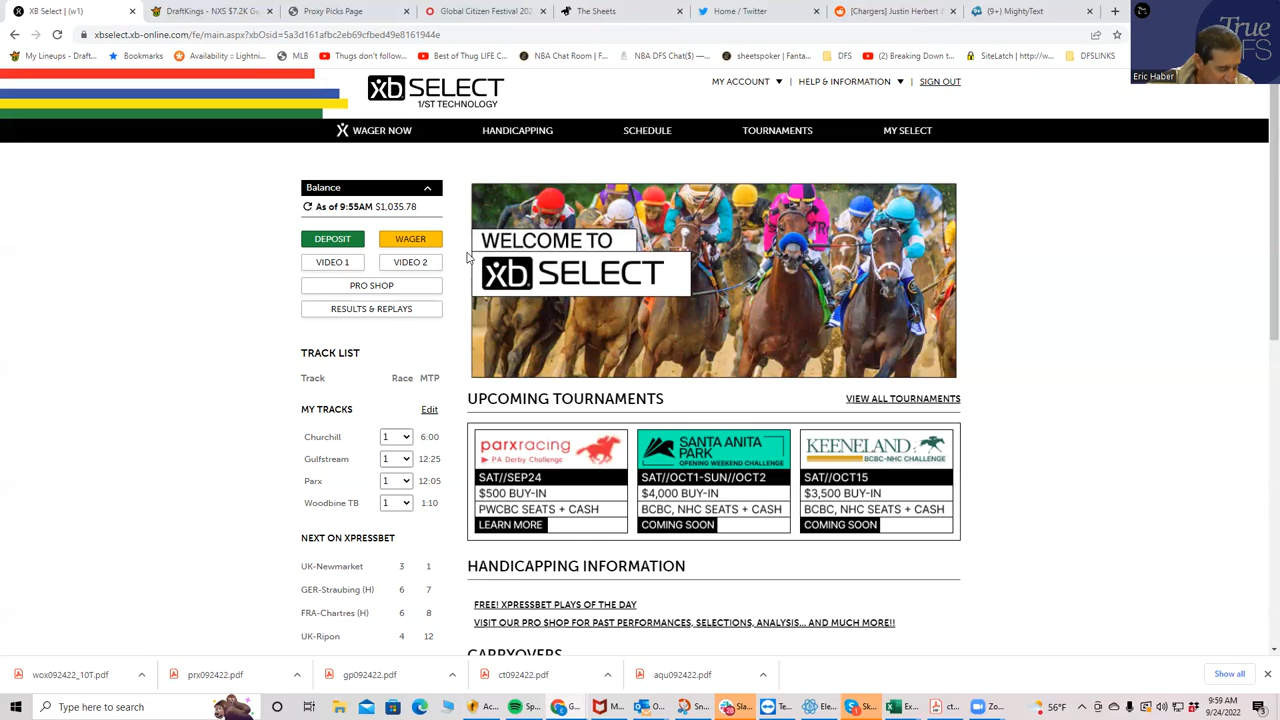 XB Select (w1)
DraftKings - NXS $7.2K G
Proxy Picks Page
Global Citizen Festival 202
The Sheets
Home / Twitter
[Chargers] Justin Herbert
(9+) MightyText
True
DFS
xbselect.xb-online.com/fe/main.aspx?xbOsid=5a3d161afbc2eb69cfbed49e8161944e
My Lineups - Draft
Bookmarks
Availability :: Lightni
MLB
Thugs don't follow...
Best of Thug LIFE C
NBA Chat Room | F...
NBA DFS Chat($) —...
sheetspoker | Fanta...
DFS
(2) Breaking Down t...
SiteLatch | http://w...
DFSLINKS
Eric Haber
xb SELECT
1/ST TECHNOLOGY
MY ACCOUNT
HELP & INFORMATION
SIGN OUT
WAGER NOW
HANDICAPPING
SCHEDULE
TOURNAMENTS
MY SELECT
Balance
As of 9:55AM $1,035.78
DEPOSIT
WAGER
VIDEO 1
VIDEO 2
PRO SHOP
RESULTS & REPLAYS
WELCOME TO
xb SELECT
TRACK LIST
Track Race MTP
MY TRACKS Edit
Churchill 1 6:00
Gulfstream 1 12:25
Parx 1 12:05
Woodbine TB 1 1:10
NEXT ON XPRESSBET
UK-Newmarket 3 1
GER-Straubing (H) 6 7
FRA-Chartres (H) 6 8
UK-Ripon 4 12
UPCOMING TOURNAMENTS
VIEW ALL TOURNAMENTS
parxracing
PA Derby Challenge
SAT//SEP24
$500 BUY-IN
PWCBC SEATS + CASH
LEARN MORE
SANTA ANITA
PARK
OPENING WEEKEND CHALLENGE
SAT//OCT1-SUN//OCT2
$4,000 BUY-IN
BCBC, NHC SEATS + CASH
COMING SOON
KEENELAND
BCBC-NHC CHALLENGE
SAT//OCT15
$3,500 BUY-IN
BCBC, NHC SEATS + CASH
COMING SOON
HANDICAPPING INFORMATION
FREE! XPRESSBET PLAYS OF THE DAY
VISIT OUR PRO SHOP FOR PAST PERFORMANCES, SELECTIONS, ANALYSIS... AND MUCH MORE!!
CARRYOVERS
wox092422_10T.pdf
prx092422.pdf
gp092422.pdf
ct092422.pdf
aqu092422.pdf
Show all
Type here to search
Ac
Sp
G
M
O
Sn
Te
O
S
Ex
ct
Zo
56°F
9:59 AM
9/24/2022